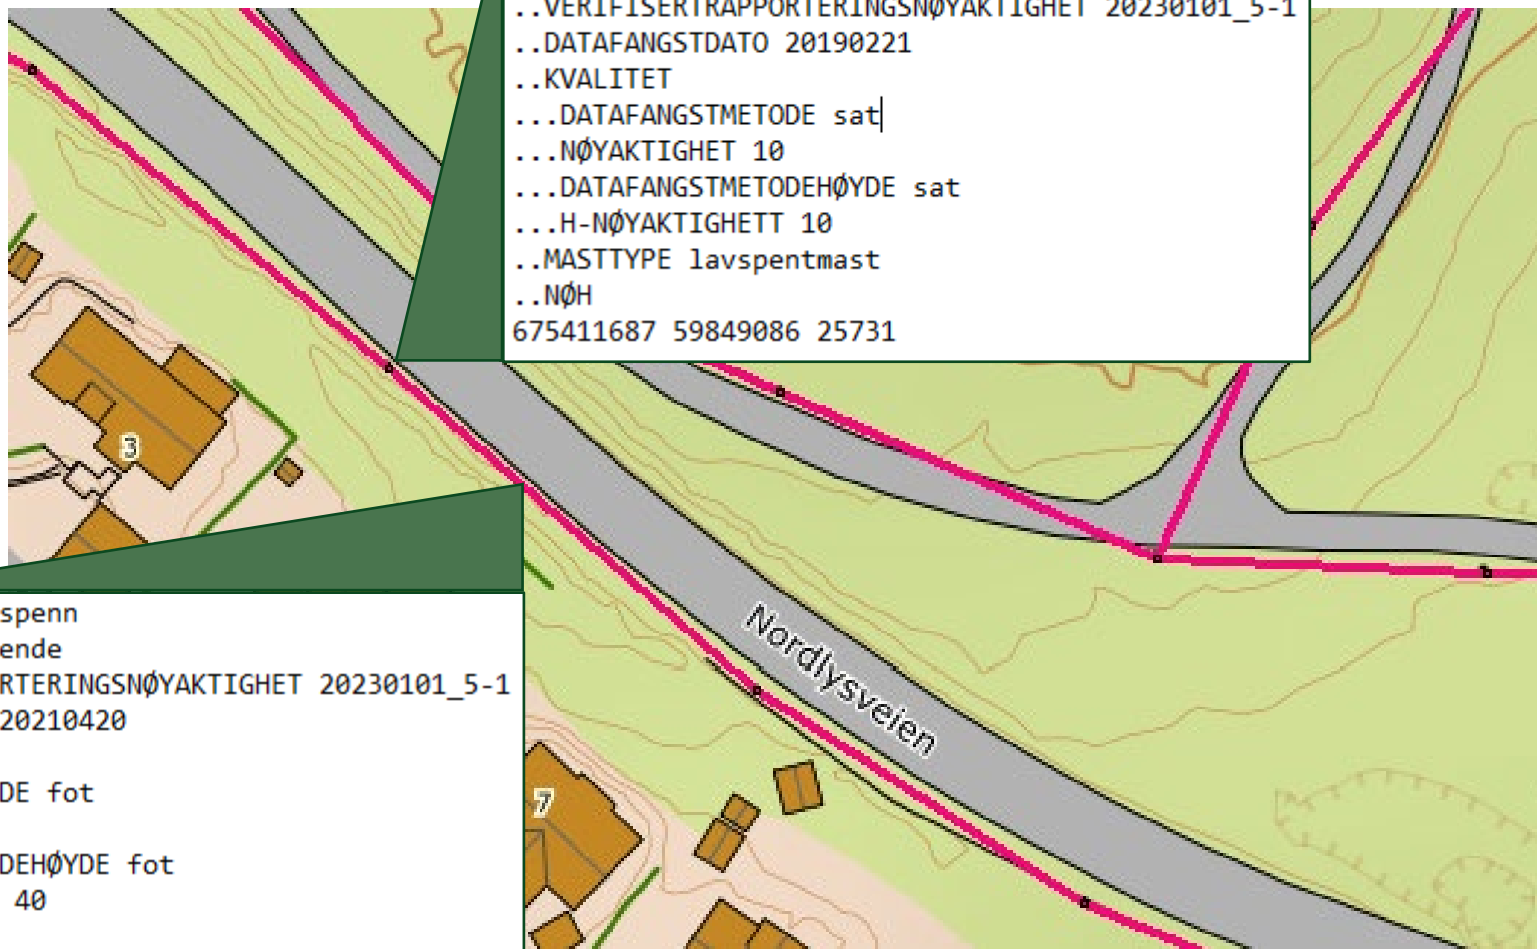 ..VERIFISERTRAPPORTERINGSNØYAKTIGHET 20230101_5-1
..DATAFANGSTDATO 20190221
..KVALITET
...DATAFANGSTMETODE sat
...NØYAKTIGHET 10
...DATAFANGSTMETODEHØYDE sat
...H-NØYAKTIGHETT 10
..MASTTYPE lavspentmast
..NØH
675411687 59849086 25731
3
Nordlysveien
spenn
ende
RTERINGSNØYAKTIGHET 20230101_5-1
20210420
DE fot
DEHØYDE fot
40
7